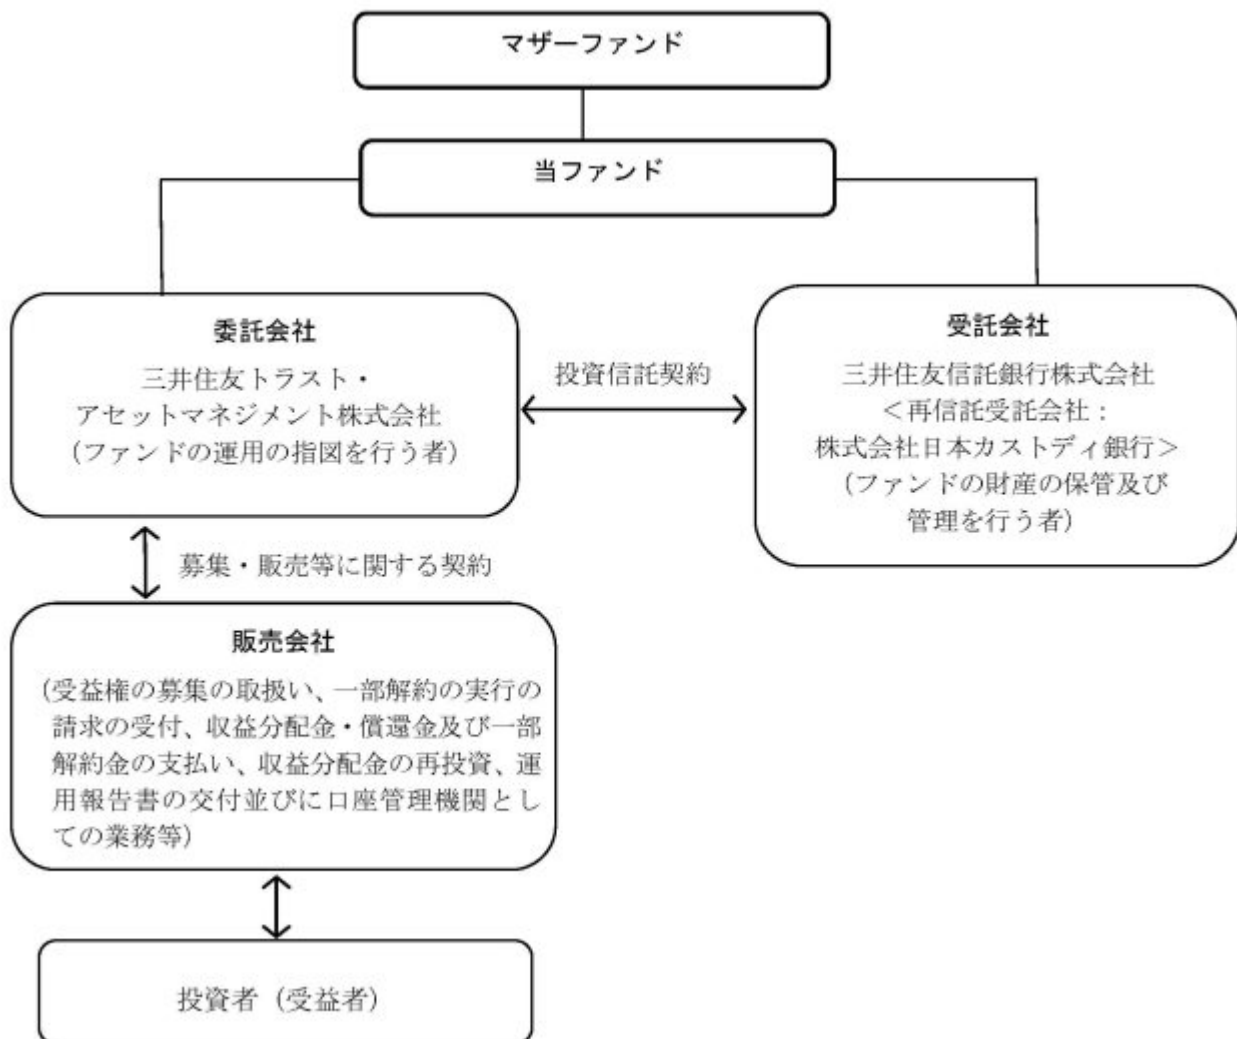 マザーファンド
当ファンド
委託会社
三井住友トラスト・
アセットマネジメント株式会社
(ファンドの運用の指図を行う者)
投資信託契約
受託会社
三井住友信託銀行株式会社
<再信託受託会社:
株式会社日本カストディ銀行>
(ファンドの財産の保管及び
管理を行う者)
募集・販売等に関する契約
販売会社
(受益権の募集の取扱い、一部解約の実行の
請求の受付、収益分配金・償還金及び一部
解約金の支払い、収益分配金の再投資、運
用報告書の交付並びに口座管理機関とし
ての業務等)
投資者(受益者)